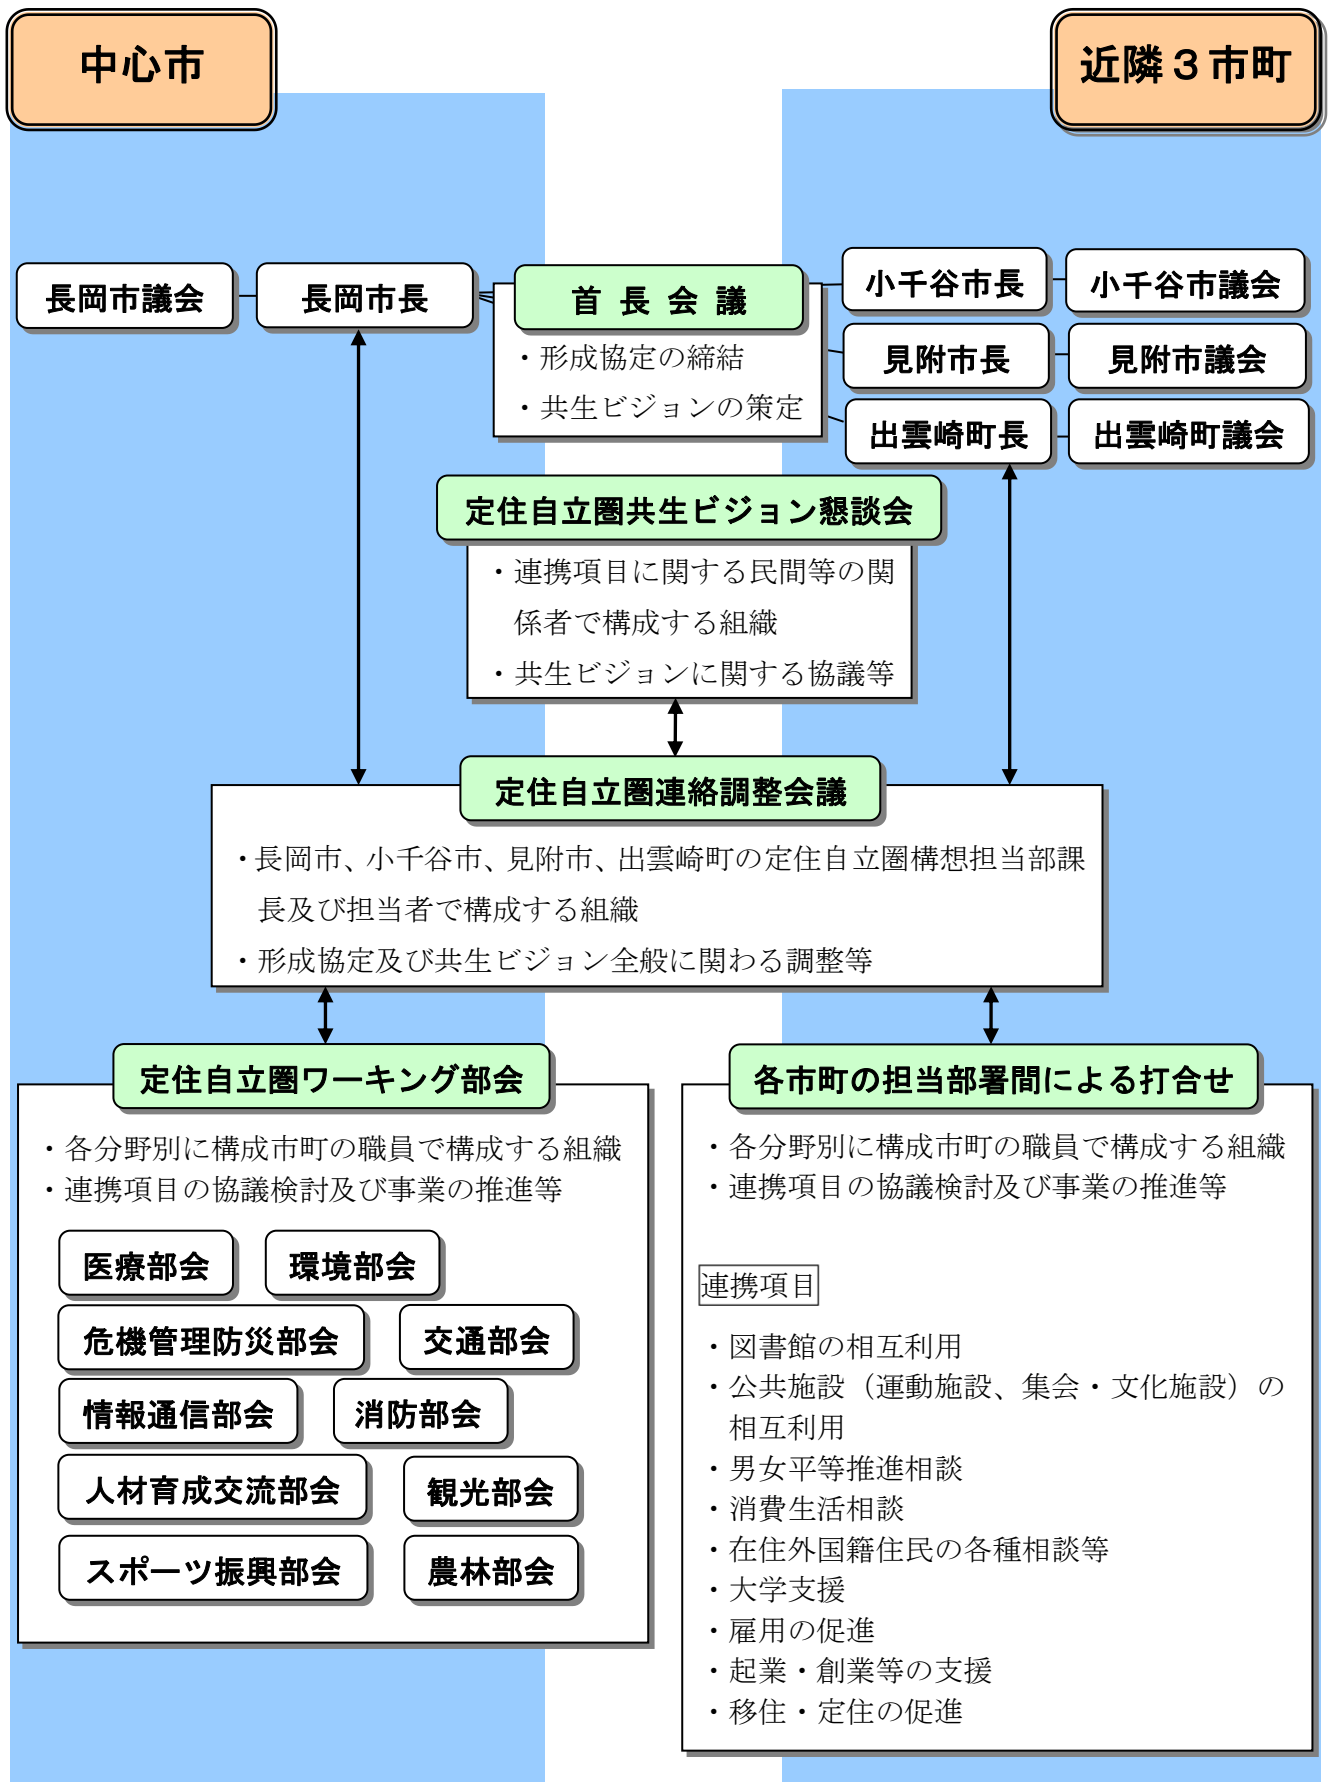 中心市
近隣３市町
長岡市議会
長岡市長
首 長 会 議
・形成協定の締結
・共生ビジョンの策定
小千谷市長
小千谷市議会
見附市長
見附市議会
出雲崎町長
出雲崎町議会
定住自立圏共生ビジョン懇談会
・連携項目に関する民間等の関
係者で構成する組織
・共生ビジョンに関する協議等
定住自立圏連絡調整会議
・長岡市、小千谷市、見附市、出雲崎町の定住自立圏構想担当部課
長及び担当者で構成する組織
・形成協定及び共生ビジョン全般に関わる調整等
定住自立圏ワーキング部会
・各分野別に構成市町の職員で構成する組織
・連携項目の協議検討及び事業の推進等
医療部会
環境部会
危機管理防災部会
交通部会
情報通信部会
消防部会
人材育成交流部会
観光部会
スポーツ振興部会
農林部会
各市町の担当部署間による打合せ
・各分野別に構成市町の職員で構成する組織
・連携項目の協議検討及び事業の推進等
連携項目
・図書館の相互利用
・公共施設（運動施設、集会・文化施設）の
相互利用
・男女平等推進相談
・消費生活相談
・在住外国籍住民の各種相談等
・大学支援
・雇用の促進
・起業・創業等の支援
・移住・定住の促進